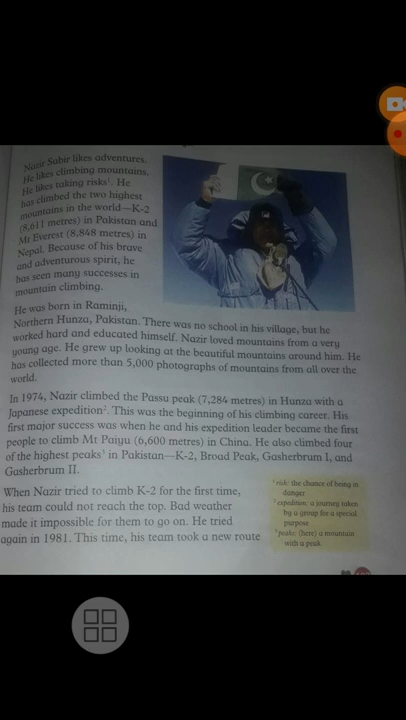 Nazir Sabir likes adventures.
He likes climbing mountains.
He likes taking risks¹. He
has climbed the two highest
mountains in the world—K-2
(8,611 metres) in Pakistan and
Mt Everest (8,848 metres) in
Nepal. Because of his brave
and adventurous spirit, he
has seen many successes in
mountain climbing.
He was born in Raminji,
Northern Hunza, Pakistan. There was no school in his village, but he
worked hard and educated himself. Nazir loved mountains from a very
young age. He grew up looking at the beautiful mountains around him. He
has collected more than 5,000 photographs of mountains from all over the
world.
In 1974, Nazir climbed the Passu peak (7,284 metres) in Hunza with a
Japanese expedition². This was the beginning of his climbing career. His
first major success was when he and his expedition leader became the first
people to climb Mt Paiyu (6,600 metres) in China. He also climbed four
of the highest peaks³ in Pakistan—K-2, Broad Peak, Gasherbrum I, and
Gasherbrum II.
When Nazir tried to climb K-2 for the first time,
his team could not reach the top. Bad weather
made it impossible for them to go on. He tried
again in 1981. This time, his team took a new route
¹ risk: the chance of being in
danger
² expedition: a journey taken
by a group for a special
purpose
³ peaks: (here) a mountain
with a peak